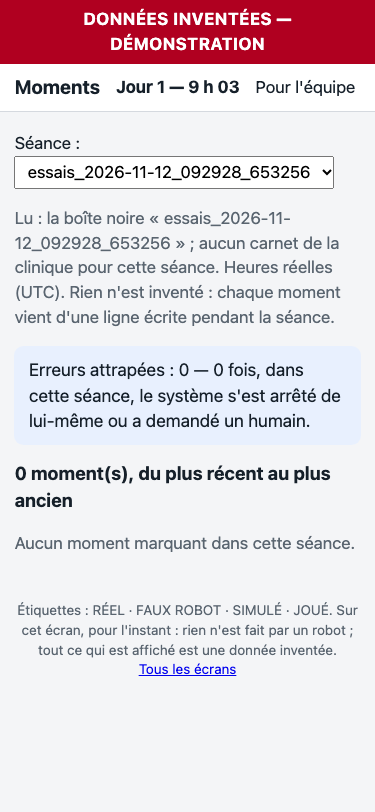 DONNÉES INVENTÉES —
DÉMONSTRATION
Moments Jour 1 — 9 h 03 Pour l'équipe
Séance :
essais_2026-11-12_092928_653256
Lu : la boîte noire « essais_2026-11-
12_092928_653256 » ; aucun carnet de la
clinique pour cette séance. Heures réelles
(UTC). Rien n'est inventé : chaque moment
vient d'une ligne écrite pendant la séance.
Erreurs attrapées : 0 — 0 fois, dans
cette séance, le système s'est arrêté de
lui-même ou a demandé un humain.
0 moment(s), du plus récent au plus
ancien
Aucun moment marquant dans cette séance.
Étiquettes : RÉEL · FAUX ROBOT · SIMULÉ · JOUÉ. Sur
cet écran, pour l'instant : rien n'est fait par un robot ;
tout ce qui est affiché est une donnée inventée.
Tous les écrans